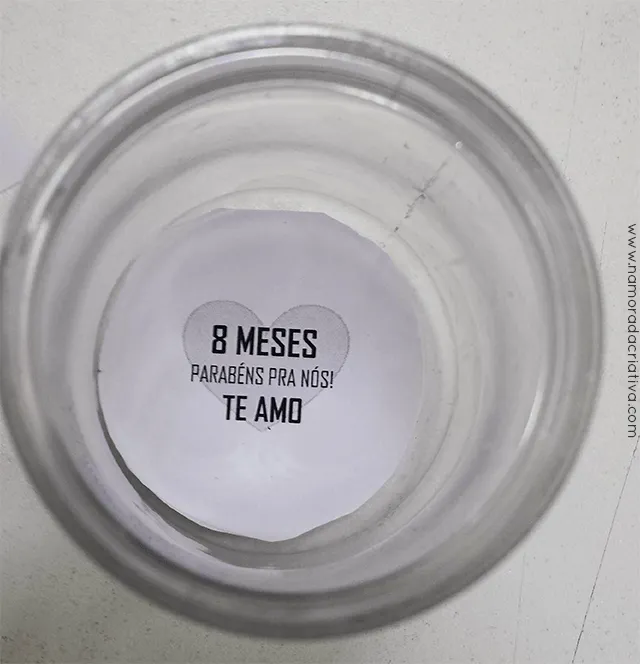 8 MESES
PARABÉNS PRA NÓS!
TE AMO
www.namoradacriativa.com